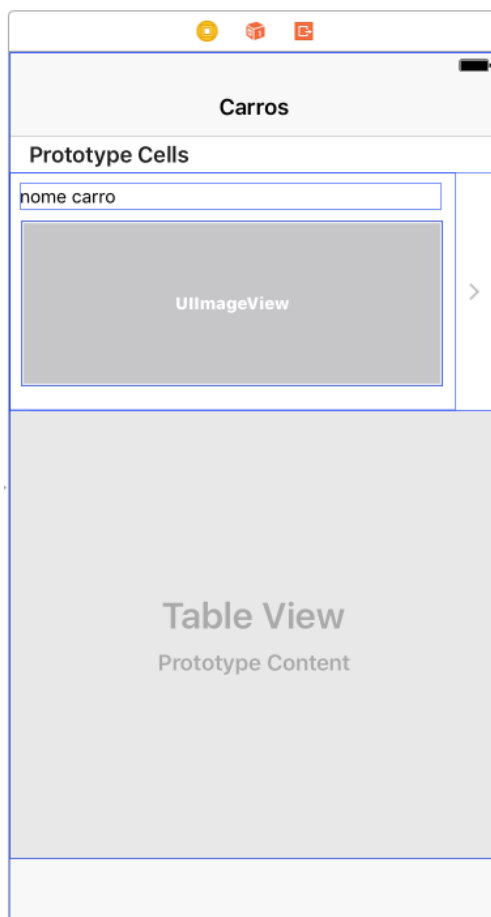 Carros
Prototype Cells
nome carro
UIImageView
Table View
Prototype Content